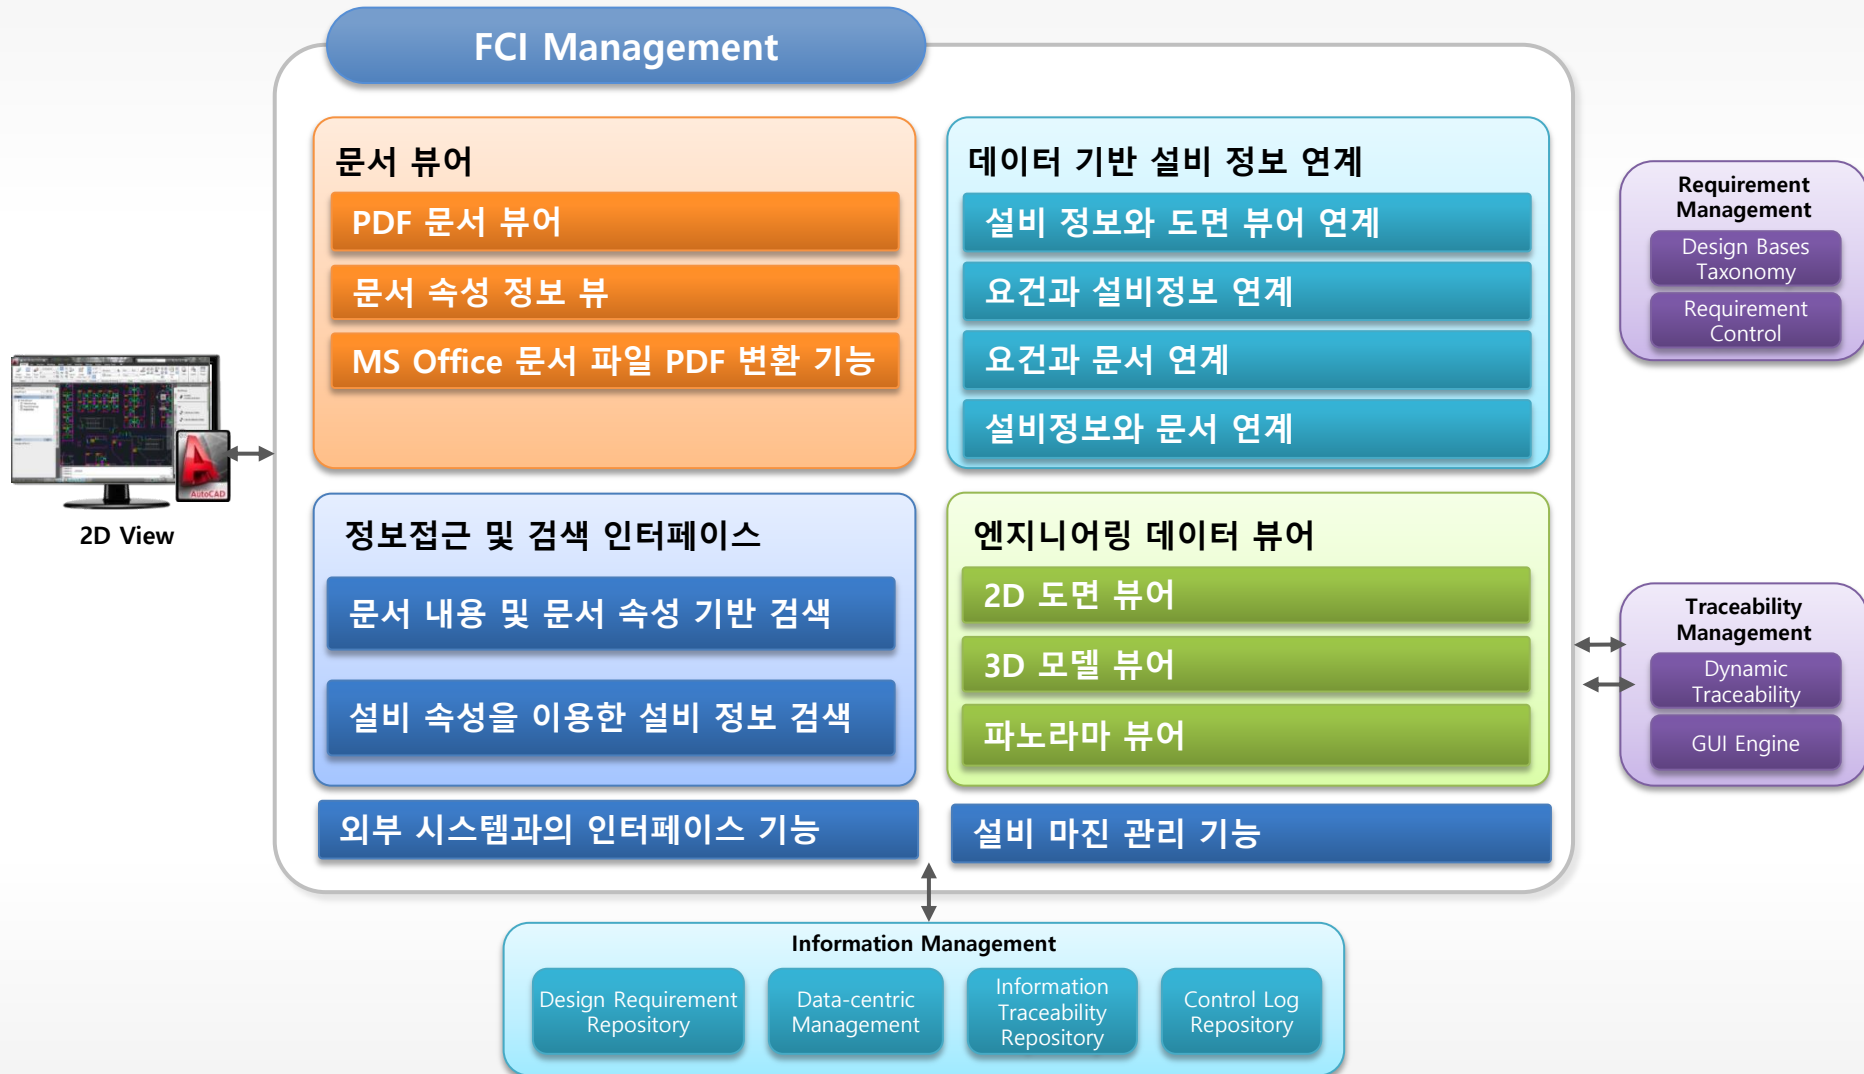 FCI Management
문서 뷰어
PDF 문서 뷰어
문서 속성 정보 뷰
MS Office 문서 파일 PDF 변환 기능
데이터 기반 설비 정보 연계
설비 정보와 도면 뷰어 연계
요건과 설비정보 연계
요건과 문서 연계
설비정보와 문서 연계
Requirement
Management
Design Bases
Taxonomy
Requirement
Control
AutoCAD
2D View
정보접근 및 검색 인터페이스
문서 내용 및 문서 속성 기반 검색
설비 속성을 이용한 설비 정보 검색
엔지니어링 데이터 뷰어
2D 도면 뷰어
3D 모델 뷰어
파노라마 뷰어
Traceability
Management
Dynamic
Traceability
GUI Engine
외부 시스템과의 인터페이스 기능
설비 마진 관리 기능
Information Management
Design Requirement
Repository
Data-centric
Management
Information
Traceability
Repository
Control Log
Repository